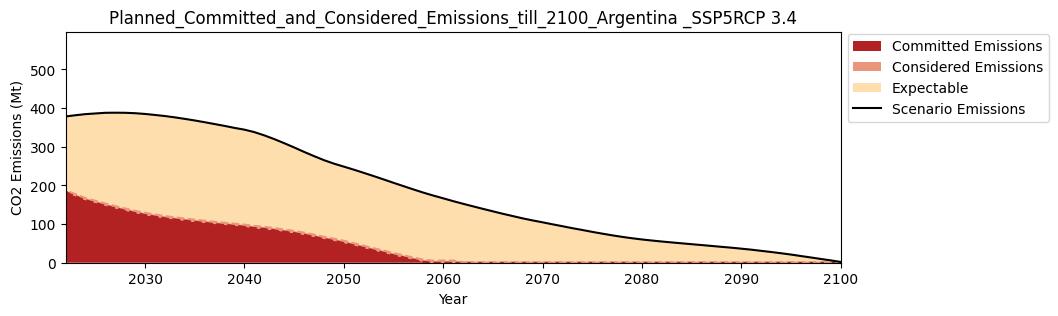 Planned_Committed_and_Considered_Emissions_till_2100_Argentina _SSP5RCP 3.4
Committed Emissions
Considered Emissions
Expectable
Scenario Emissions
CO2 Emissions (Mt)
500
400
300
200
100
0
2030 2040 2050 2060 2070 2080 2090 2100
Year